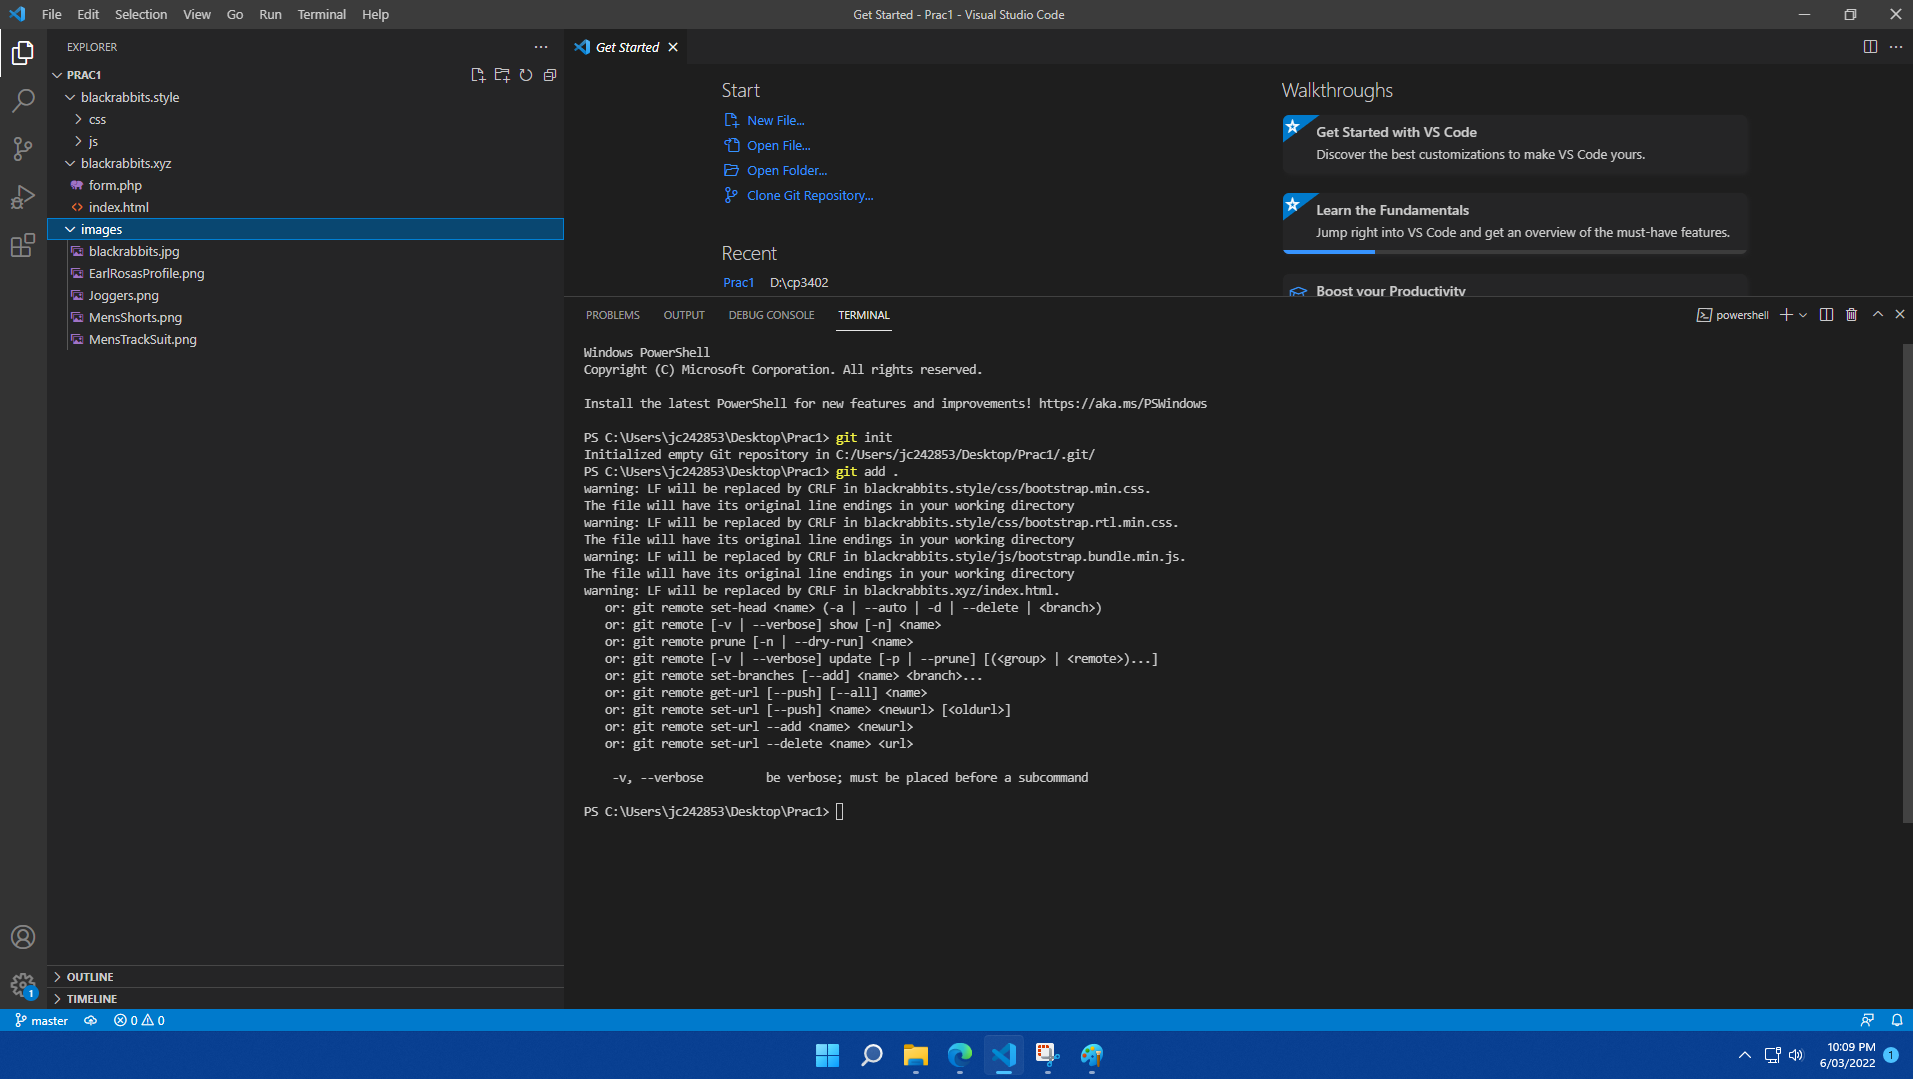 File Edit Selection View Go Run Terminal Help
Get Started - Prac1 - Visual Studio Code
EXPLORER
PRAC1
blackrabbits.style
css
js
blackrabbits.xyz
form.php
index.html
images
blackrabbits.jpg
EarlRosasProfile.png
Joggers.png
MensShorts.png
MensTrackSuit.png
OUTLINE
TIMELINE
Get Started
Start
New File...
Open File...
Open Folder...
Clone Git Repository...
Recent
Prac1 D:\cp3402
Walkthroughs
Get Started with VS Code
Discover the best customizations to make VS Code yours.
Learn the Fundamentals
Jump right into VS Code and get an overview of the must-have features.
Boost your Productivity
PROBLEMS OUTPUT DEBUG CONSOLE TERMINAL
powershell
Windows PowerShell
Copyright (C) Microsoft Corporation. All rights reserved.
Install the latest PowerShell for new features and improvements! https://aka.ms/PSWindows
PS C:\Users\jc242853\Desktop\Prac1> git init
Initialized empty Git repository in C:/Users/jc242853/Desktop/Prac1/.git/
PS C:\Users\jc242853\Desktop\Prac1> git add .
warning: LF will be replaced by CRLF in blackrabbits.style/css/bootstrap.min.css.
The file will have its original line endings in your working directory
warning: LF will be replaced by CRLF in blackrabbits.style/css/bootstrap.rtl.min.css.
The file will have its original line endings in your working directory
warning: LF will be replaced by CRLF in blackrabbits.style/js/bootstrap.bundle.min.js.
The file will have its original line endings in your working directory
warning: LF will be replaced by CRLF in blackrabbits.xyz/index.html.
or: git remote set-head <name> (-a | --auto | -d | --delete | <branch>)
or: git remote [-v | --verbose] show [-n] <name>
or: git remote prune [-n | --dry-run] <name>
or: git remote [-v | --verbose] update [-p | --prune] [(<group> | <remote>)...]
or: git remote set-branches [--add] <name> <branch>...
or: git remote get-url [--push] [--all] <name>
or: git remote set-url [--push] <name> <newurl> [<oldurl>]
or: git remote set-url --add <name> <newurl>
or: git remote set-url --delete <name> <url>
-v, --verbose be verbose; must be placed before a subcommand
PS C:\Users\jc242853\Desktop\Prac1>
1
master 0 0
10:09 PM
6/03/2022
1